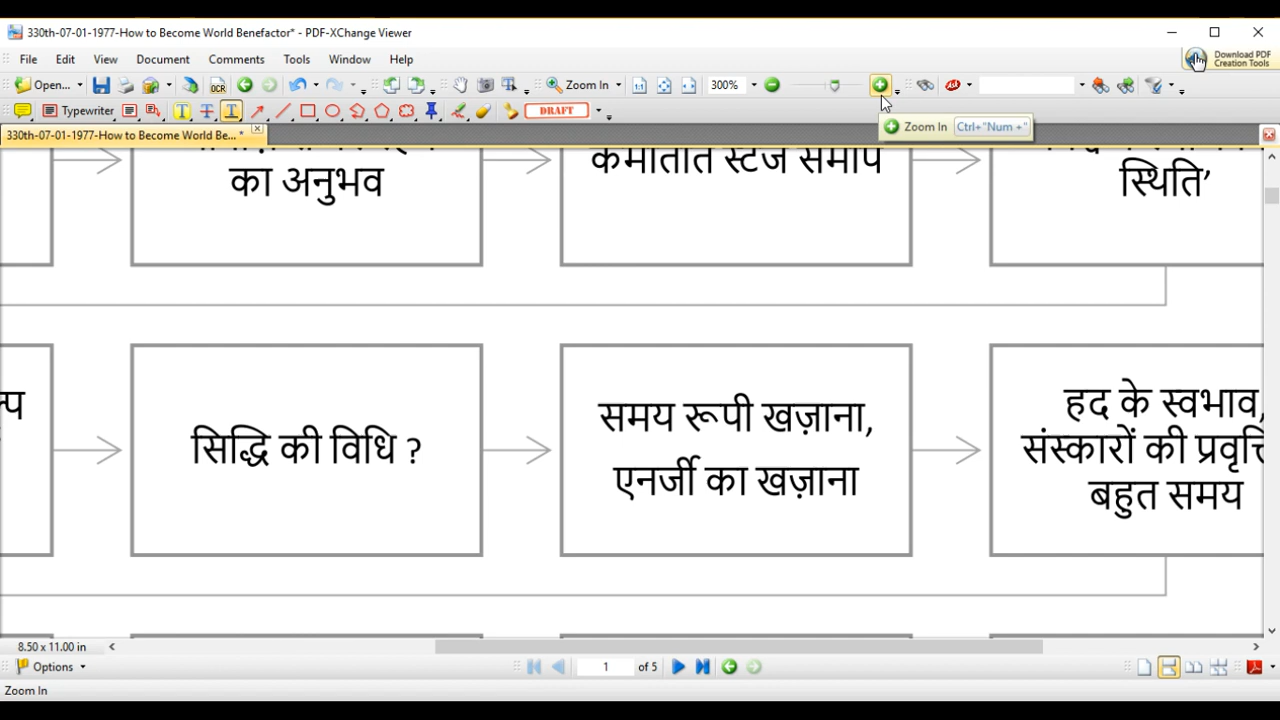 330th-07-01-1977-How to Become World Benefactor* - PDF-XChange Viewer
File Edit View Document Comments Tools Window Help
Download PDF
Creation Tools
Open... OCR Zoom In 1:1 300%
Typewriter DRAFT
330th-07-01-1977-How to Become World Be... *
Zoom In Ctrl+"Num +"
का अनुभव
स्टेज
स्थिति’
सिद्धि की विधि ?
समय रूपी खज़ाना,
एनर्जी का खज़ाना
हद के स्वभाव,
संस्कारों की
बहुत समय
8.50 x 11.00 in
Options 1 of 5
Zoom In